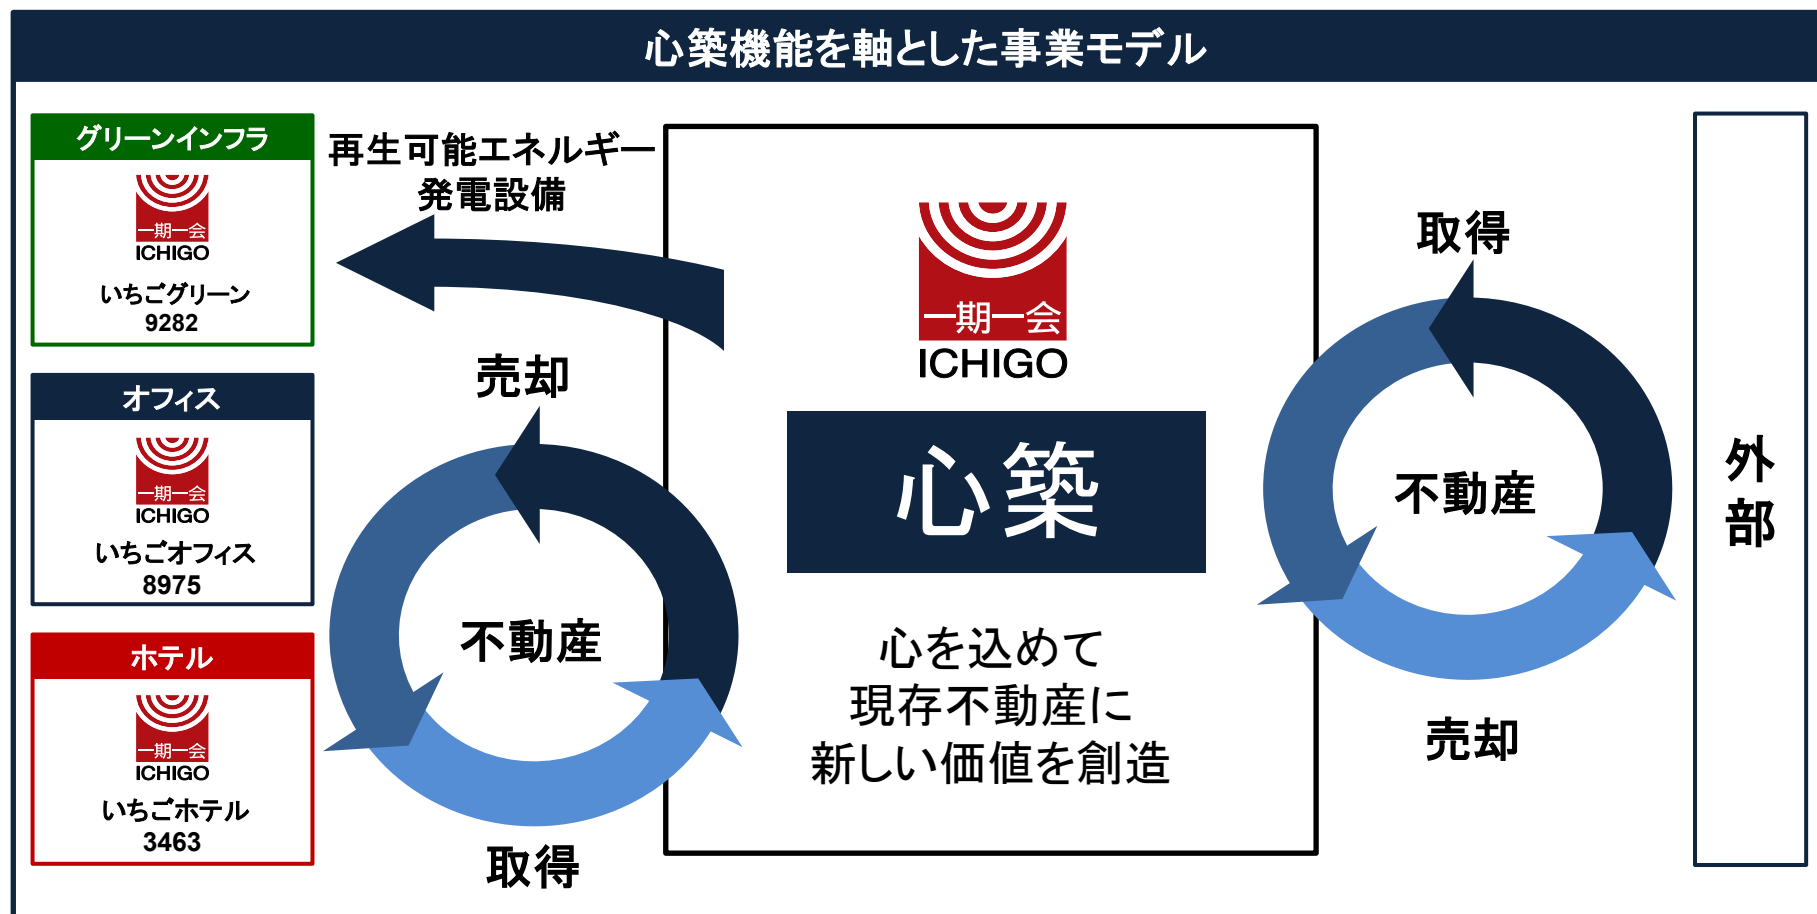 心築機能を軸とした事業モデル
グリーンインフラ
一期一会
ICHIGO
いちごグリーン
9282
オフィス
一期一会
ICHIGO
いちごオフィス
8975
ホテル
一期一会
ICHIGO
いちごホテル
3463
再生可能エネルギー
発電設備
売却
不動産
取得
一期一会
ICHIGO
心築
心を込めて
現存不動産に
新しい価値を創造
取得
不動産
売却
外部